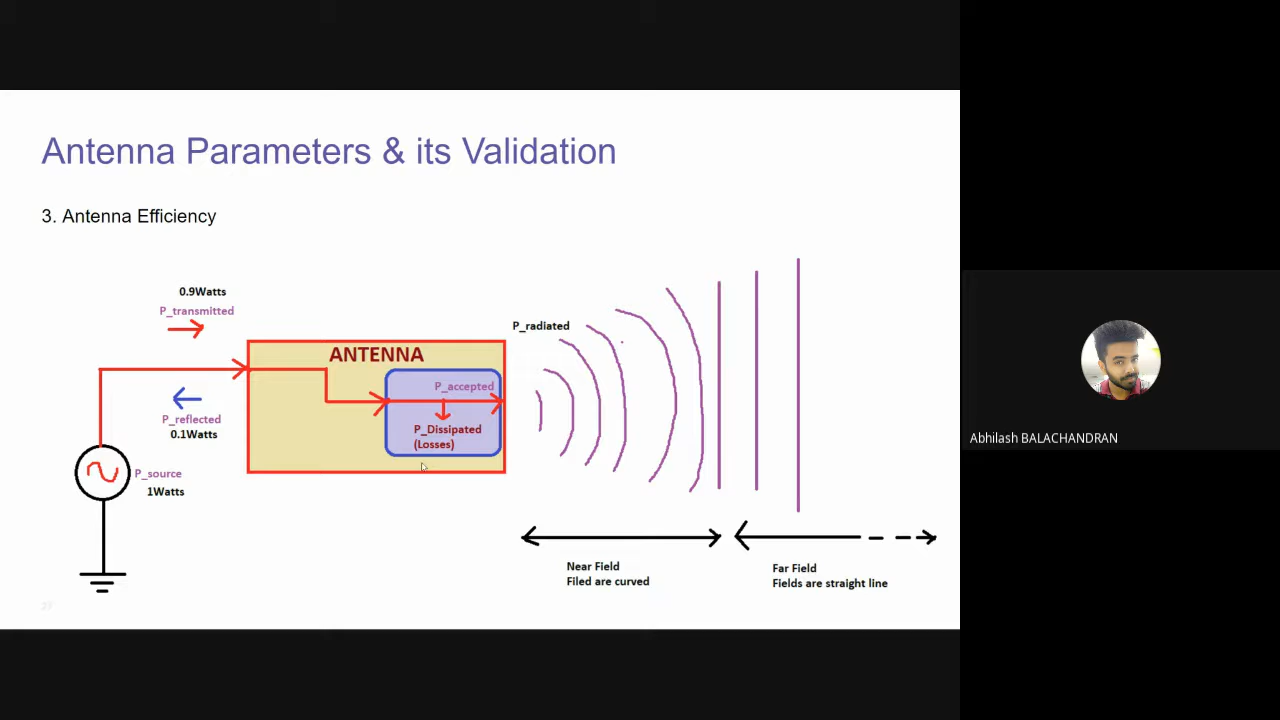 Antenna Parameters & its Validation
3. Antenna Efficiency
0.9Watts
P_transmitted
P_reflected
0.1Watts
P_source
1Watts
ANTENNA
P_accepted
P_Dissipated
(Losses)
P_radiated
Near Field
Filed are curved
Far Field
Fields are straight line
Abhilash BALACHANDRAN